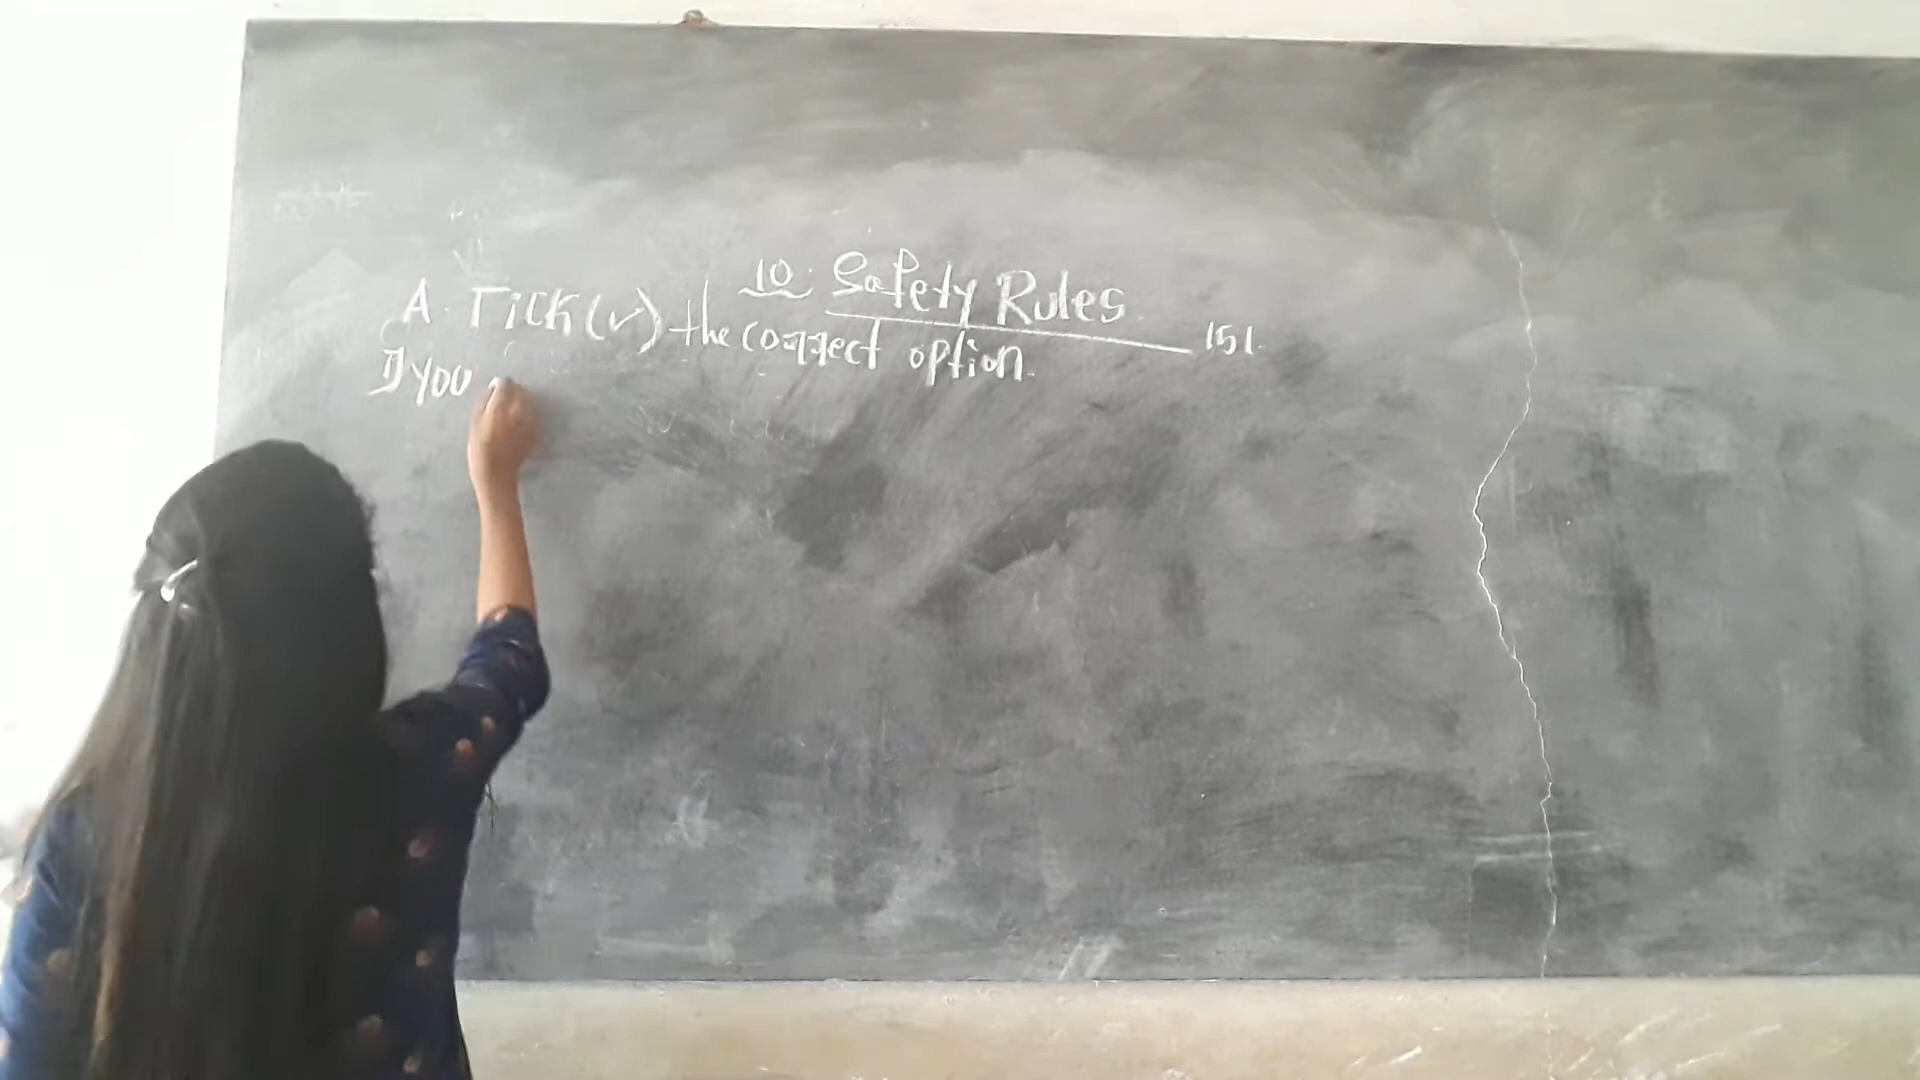 10. Safety Rules
151.
A. Tick (✓) the correct option.
1) you